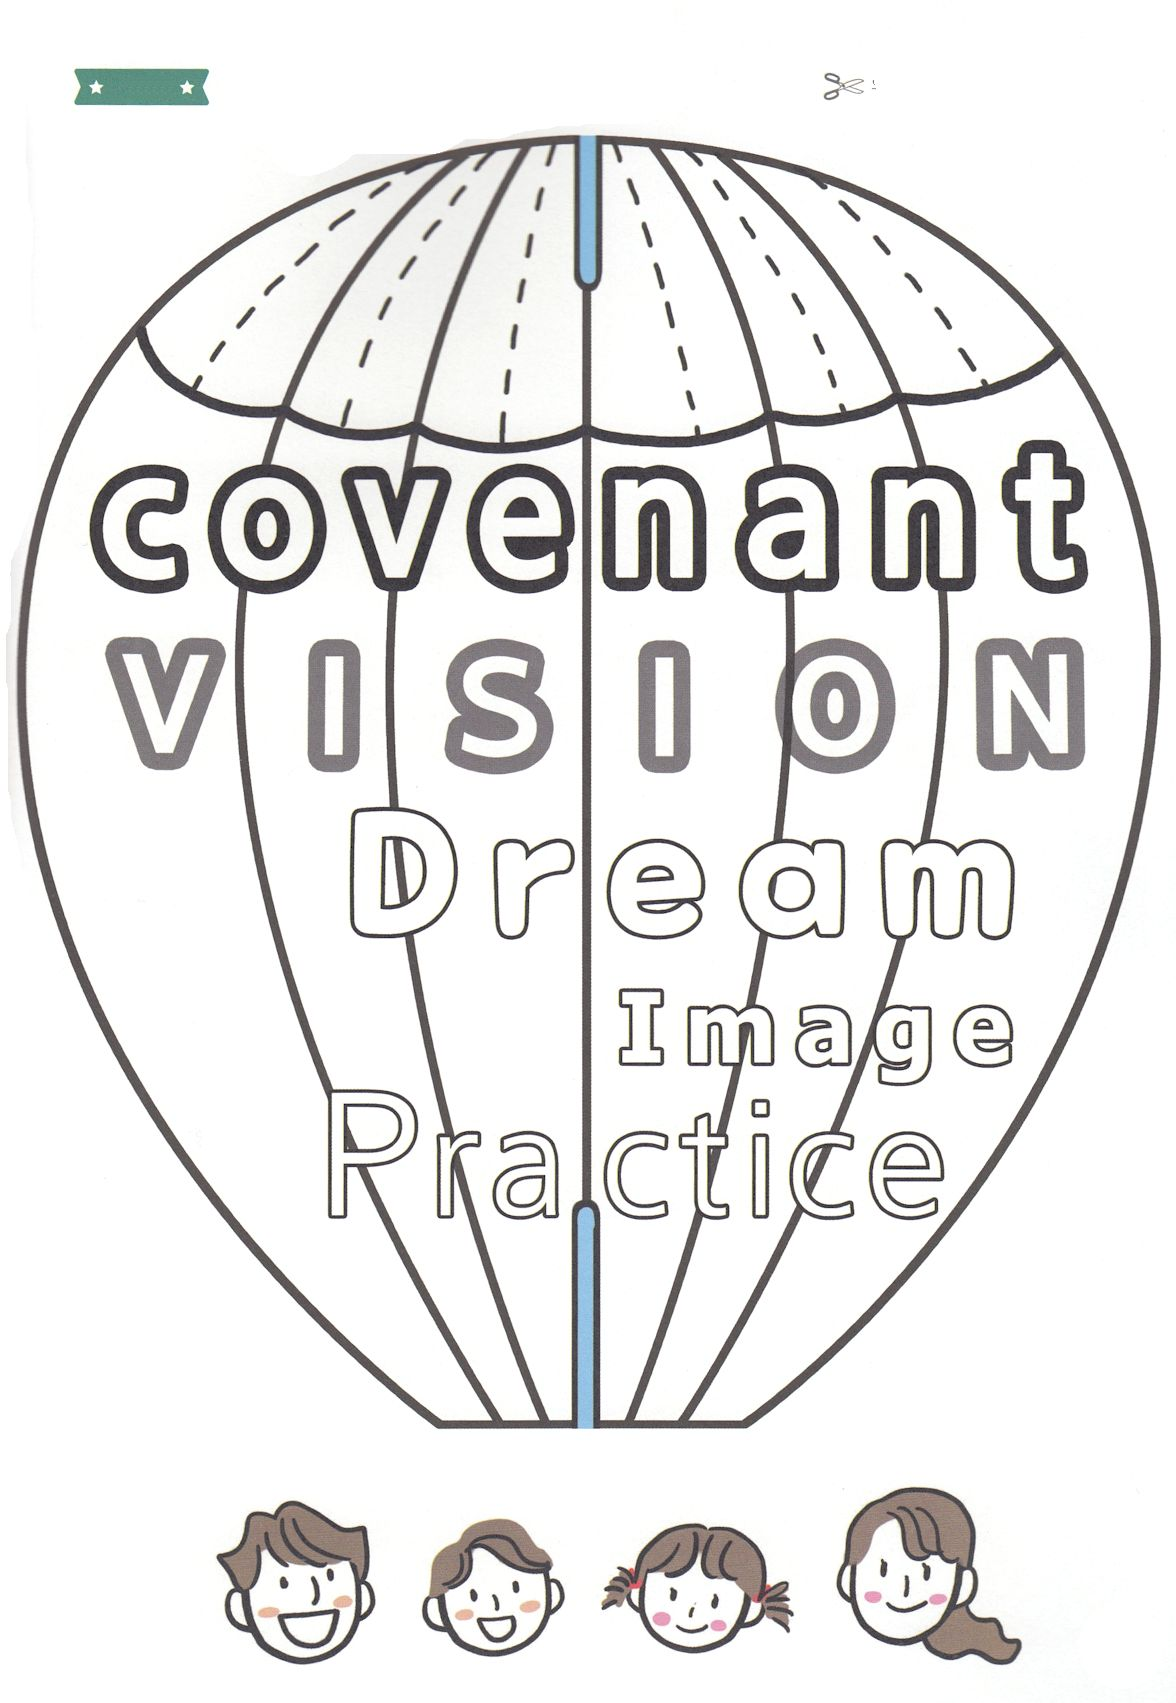 covenant
VISION
Dream
Image
Practice